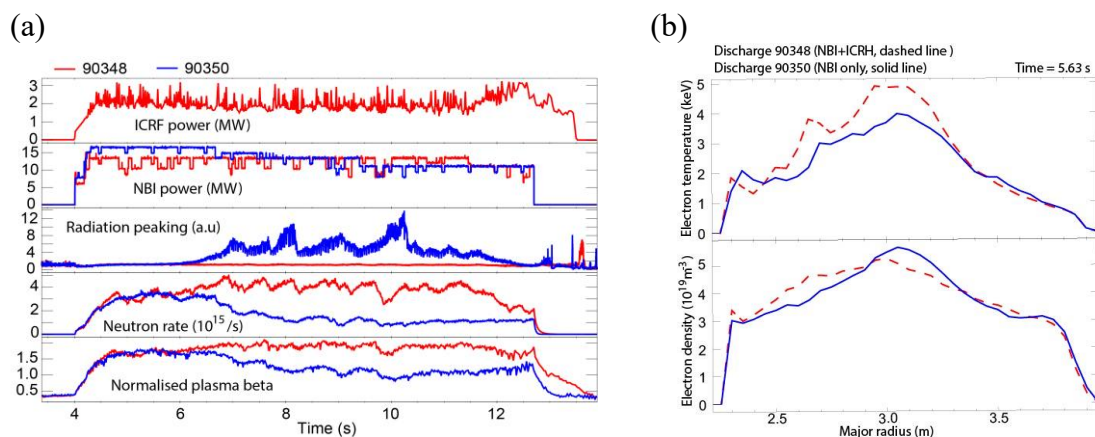 (a)
90348 90350
3
2
1
0
ICRF power (MW)
15
10
5
0
NBI power (MW)
12
8
4
0
Radiation peaking (a.u)
4
2
0
Neutron rate (10¹⁵/s)
1.5
1.0
0.5
Normalised plasma beta
4 6 8 10 12
Time (s)
(b)
Discharge 90348 (NBI+ICRH, dashed line )
Discharge 90350 (NBI only, solid line) Time = 5.63 s
Electron temperature (keV)
5
4
3
2
1
0
Electron density (10¹⁹m⁻³)
5
4
3
2
1
0
2.5 3.0 3.5
Major radius (m)